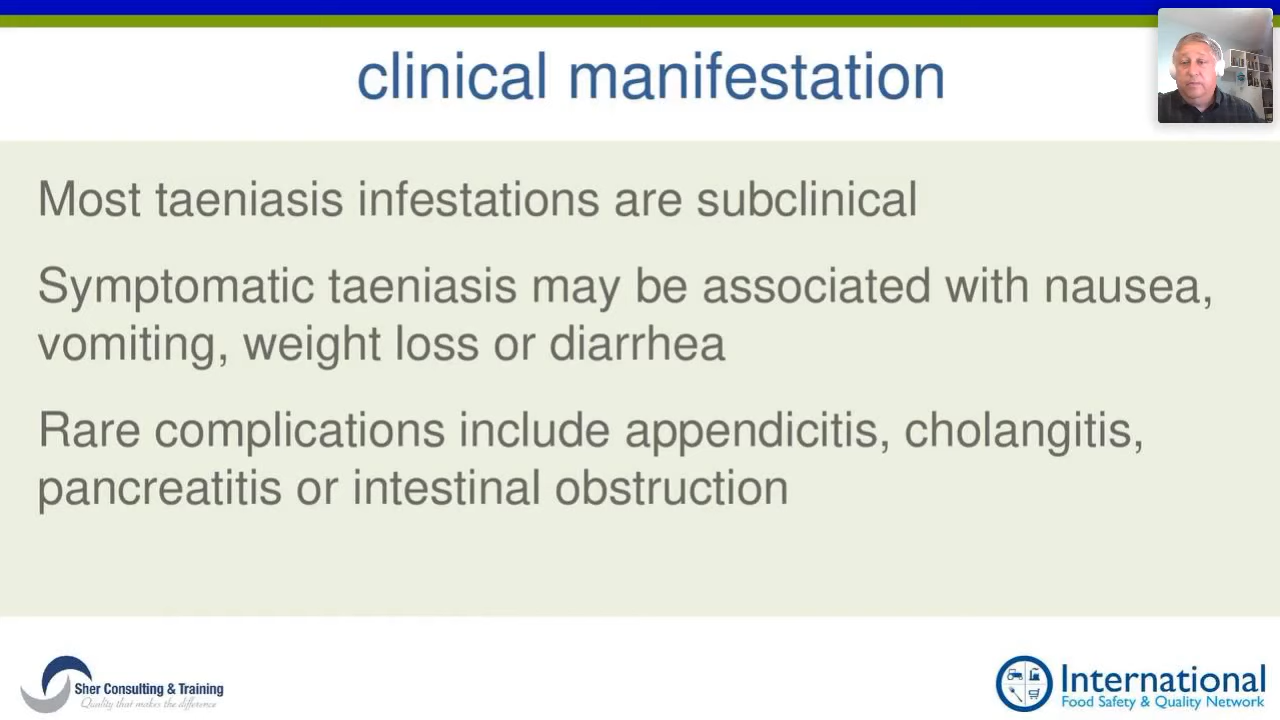 clinical manifestation
Most taeniasis infestations are subclinical
Symptomatic taeniasis may be associated with nausea,
vomiting, weight loss or diarrhea
Rare complications include appendicitis, cholangitis,
pancreatitis or intestinal obstruction
Sher Consulting & Training
Quality that makes the difference
International
Food Safety & Quality Network